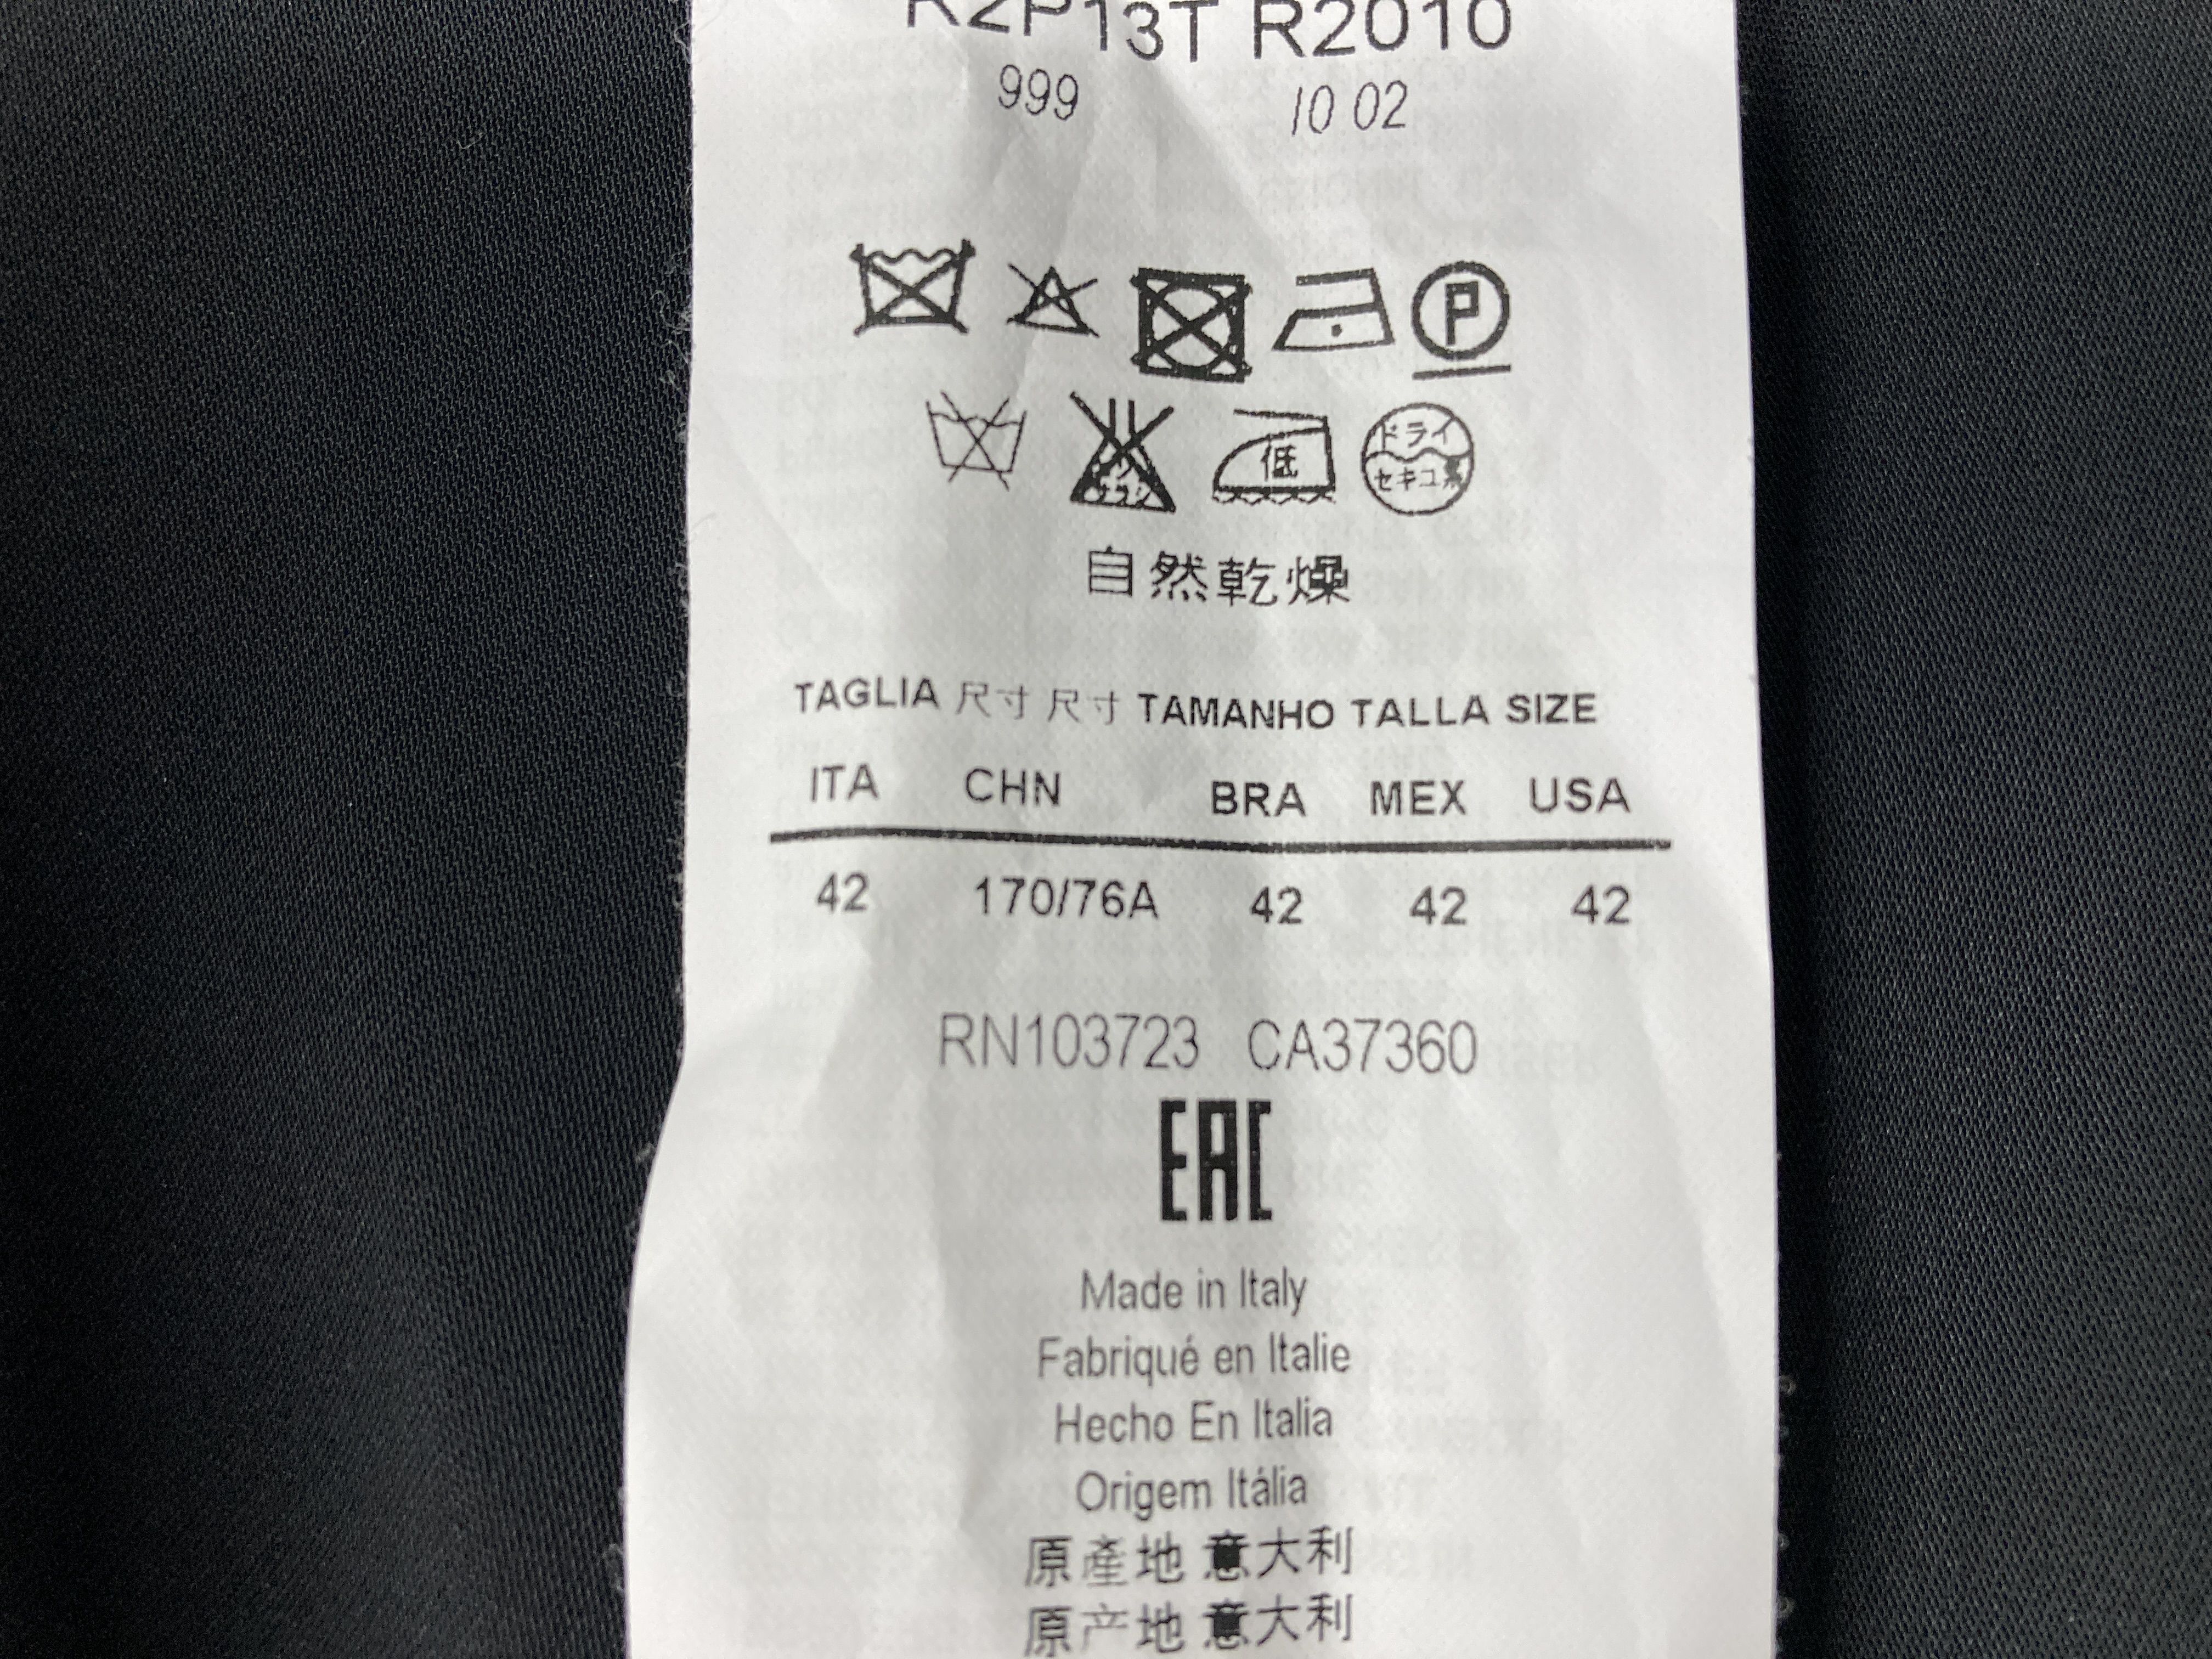 R2P13T R2010
999 10 02
P
低 ドライ セキユ系
自然乾燥
TAGLIA 尺寸 尺寸 TAMANHO TALLA SIZE
ITA CHN BRA MEX USA
42 170/76A 42 42 42
RN103723 CA37360
EAC
Made in Italy
Fabriqué en Italie
Hecho En Italia
Origem Itália
原產地 意大利
原产地 意大利